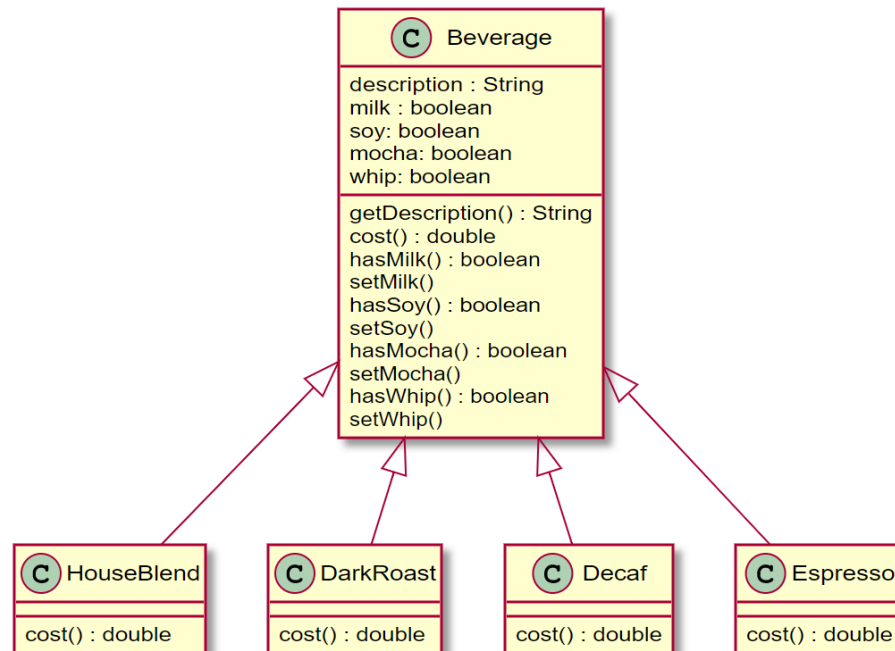 C Beverage
description : String
milk : boolean
soy: boolean
mocha: boolean
whip: boolean
getDescription() : String
cost() : double
hasMilk() : boolean
setMilk()
hasSoy() : boolean
setSoy()
hasMocha() : boolean
setMocha()
hasWhip() : boolean
setWhip()
C HouseBlend
cost() : double
C DarkRoast
cost() : double
C Decaf
cost() : double
C Espresso
cost() : double